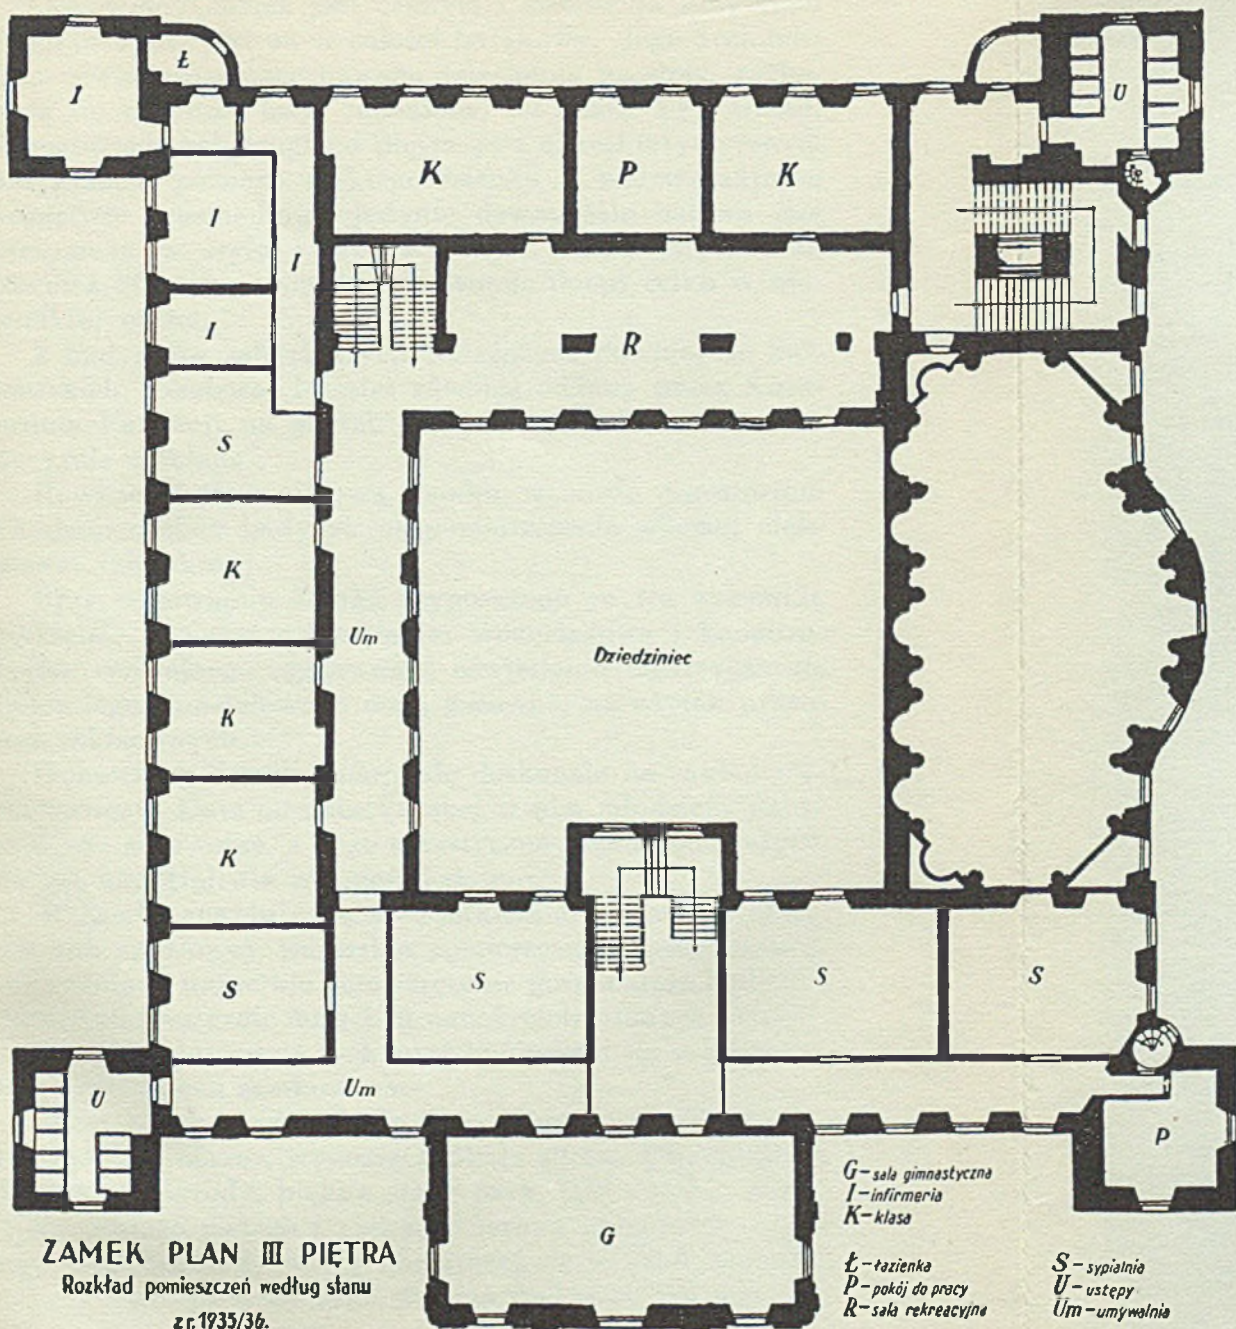 Ł
I
U
K
P
K
I
I
I
R
S
K
Um
Dziedziniec
K
K
S
S
S
S
Um
U
P
G
ZAMEK PLAN III PIĘTRA
Rozkład pomieszczeń według stanu
z r. 1935/36.
G – sala gimnastyczna
I – infirmeria
K – klasa
Ł – łazienka
P – pokój do pracy
R – sala rekreacyjna
S – sypialnia
U – ustępy
Um – umywalnia